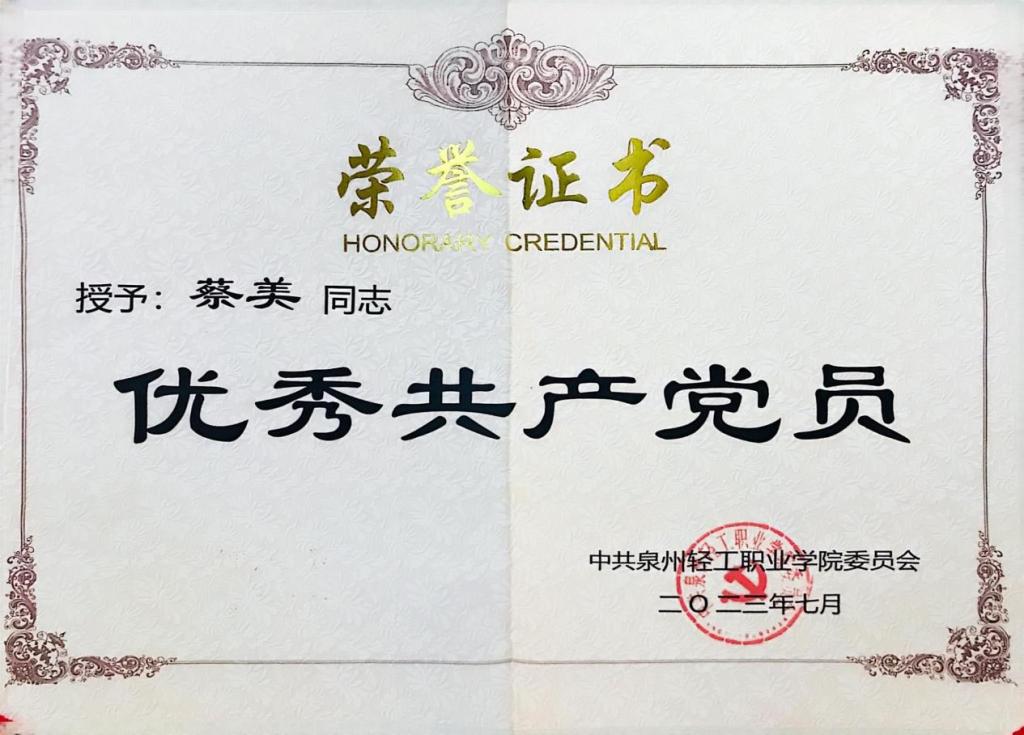 荣誉证书
HONORARY CREDENTIAL
授予：蔡美 同志
优秀共产党员
中共泉州轻工职业学院委员会
二〇二三年七月